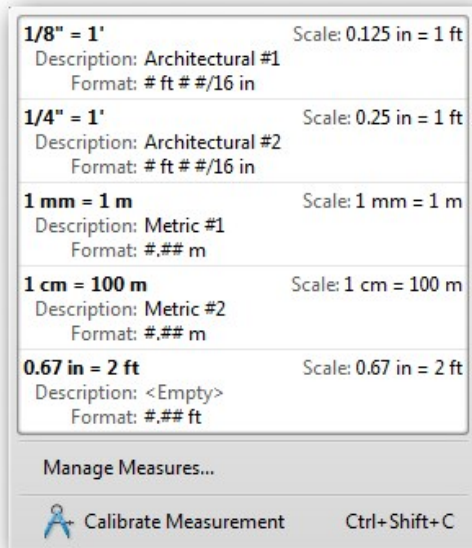 1/8" = 1' Scale: 0.125 in = 1 ft
Description: Architectural #1
Format: # ft # #/16 in
1/4" = 1' Scale: 0.25 in = 1 ft
Description: Architectural #2
Format: # ft # #/16 in
1 mm = 1 m Scale: 1 mm = 1 m
Description: Metric #1
Format: #.## m
1 cm = 100 m Scale: 1 cm = 100 m
Description: Metric #2
Format: #.## m
0.67 in = 2 ft Scale: 0.67 in = 2 ft
Description: <Empty>
Format: #.## ft
Manage Measures...
Calibrate Measurement Ctrl+Shift+C